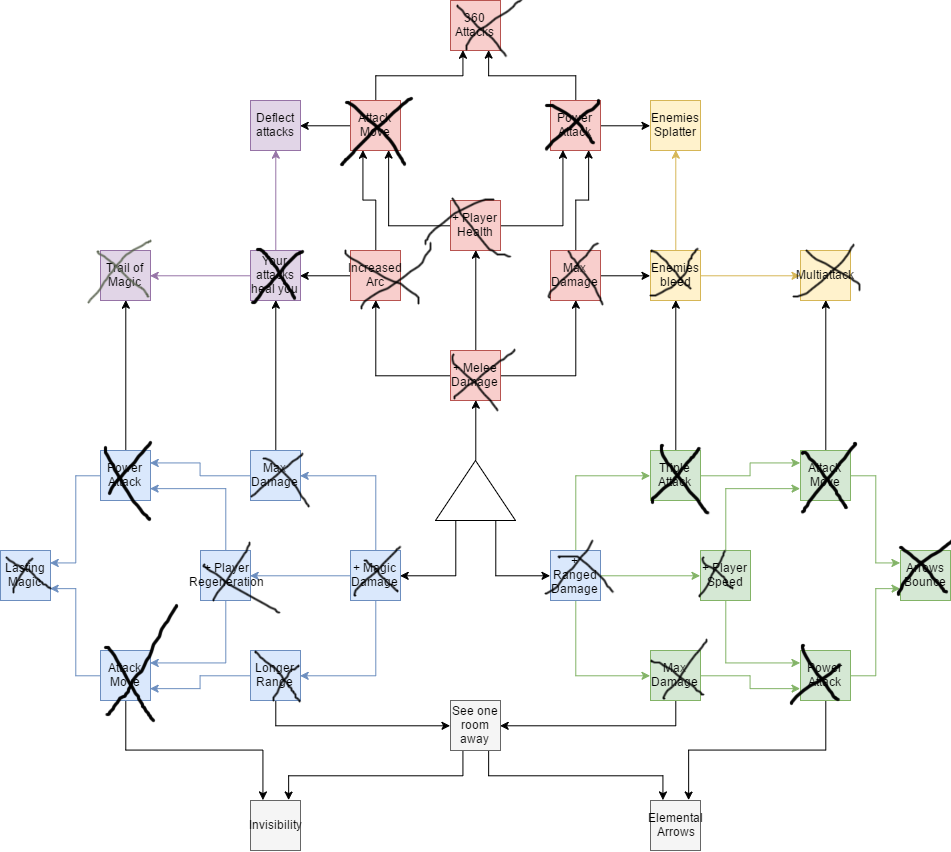 360
Attacks
Deflect
attacks
Attack
Move
Power
Attack
Enemies
Splatter
+ Player
Health
Trail of
Magic
Your
attacks
heal you
Increased
Arc
Max
Damage
Enemies
bleed
Multiattack
+ Melee
Damage
Power
Attack
Max
Damage
Triple
Attack
Attack
Move
Lasting
Magic
+ Player
Regeneration
+ Magic
Damage
+
Ranged
Damage
+ Player
Speed
Arrows
Bounce
Attack
Move
Longer
Range
Max
Damage
Power
Attack
See one
room
away
Invisibility
Elemental
Arrows